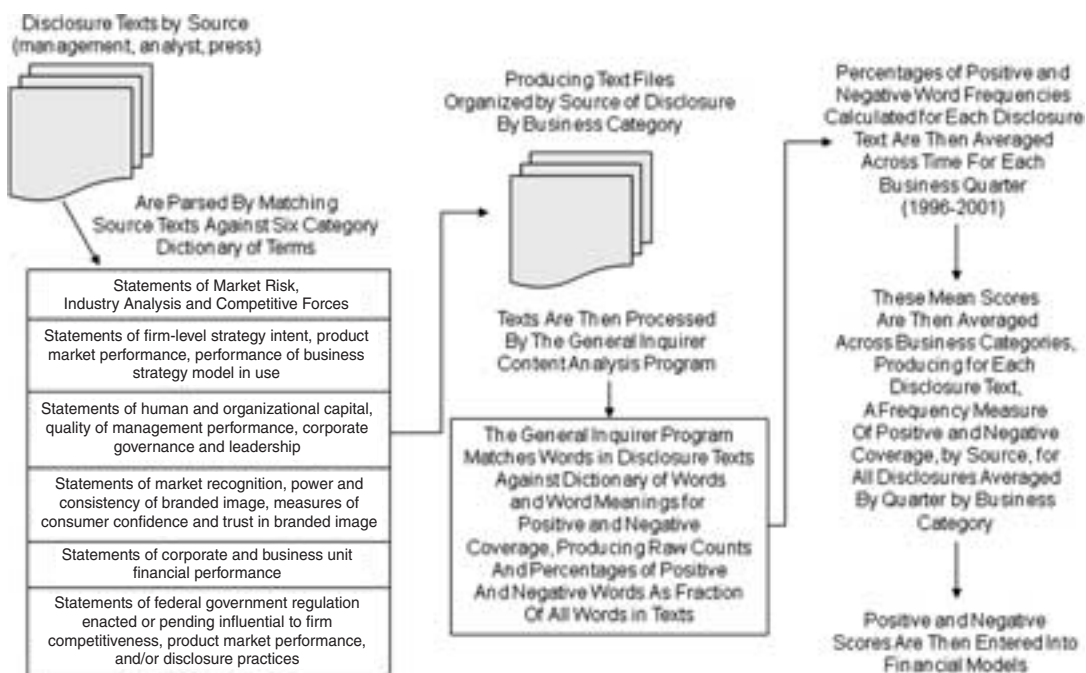 Disclosure Texts by Source
(management, analyst, press)
Are Parsed By Matching
Source Texts Against Six Category
Dictionary of Terms
Statements of Market Risk,
Industry Analysis and Competitive Forces
Statements of firm-level strategy intent, product
market performance, performance of business
strategy model in use
Statements of human and organizational capital,
quality of management performance, corporate
governance and leadership
Statements of market recognition, power and
consistency of branded image, measures of
consumer confidence and trust in branded image
Statements of corporate and business unit
financial performance
Statements of federal government regulation
enacted or pending influential to firm
competitiveness, product market performance,
and/or disclosure practices
Producing Text Files
Organized by Source of Disclosure
By Business Category
Texts Are Then Processed
By The General Inquirer
Content Analysis Program
The General Inquirer Program
Matches Words in Disclosure Texts
Against Dictionary of Words
and Word Meanings for
Positive and Negative
Coverage, Producing Raw Counts
And Percentages of Positive
And Negative Words As Fraction
Of All Words in Texts
Percentages of Positive and
Negative Word Frequencies
Calculated for Each Disclosure
Text Are Then Averaged
Across Time For Each
Business Quarter
(1996-2001)
These Mean Scores
Are Then Averaged
Across Business Categories,
Producing for Each
Disclosure Text,
A Frequency Measure
Of Positive and Negative
Coverage, by Source, for
All Disclosures Averaged
By Quarter by Business
Category
Positive and Negative
Scores Are Then Entered Into
Financial Models